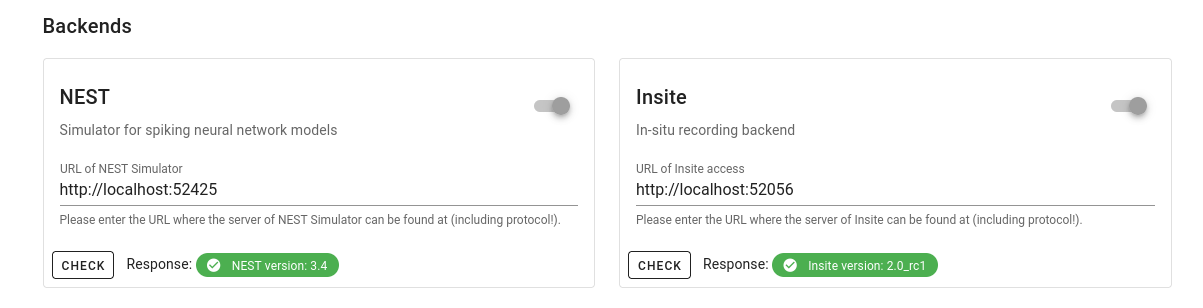 Backends
NEST
Simulator for spiking neural network models
URL of NEST Simulator
http://localhost:52425
Please enter the URL where the server of NEST Simulator can be found at (including protocol!).
CHECK Response: NEST version: 3.4
Insite
In-situ recording backend
URL of Insite access
http://localhost:52056
Please enter the URL where the server of Insite can be found at (including protocol!).
CHECK Response: Insite version: 2.0_rc1